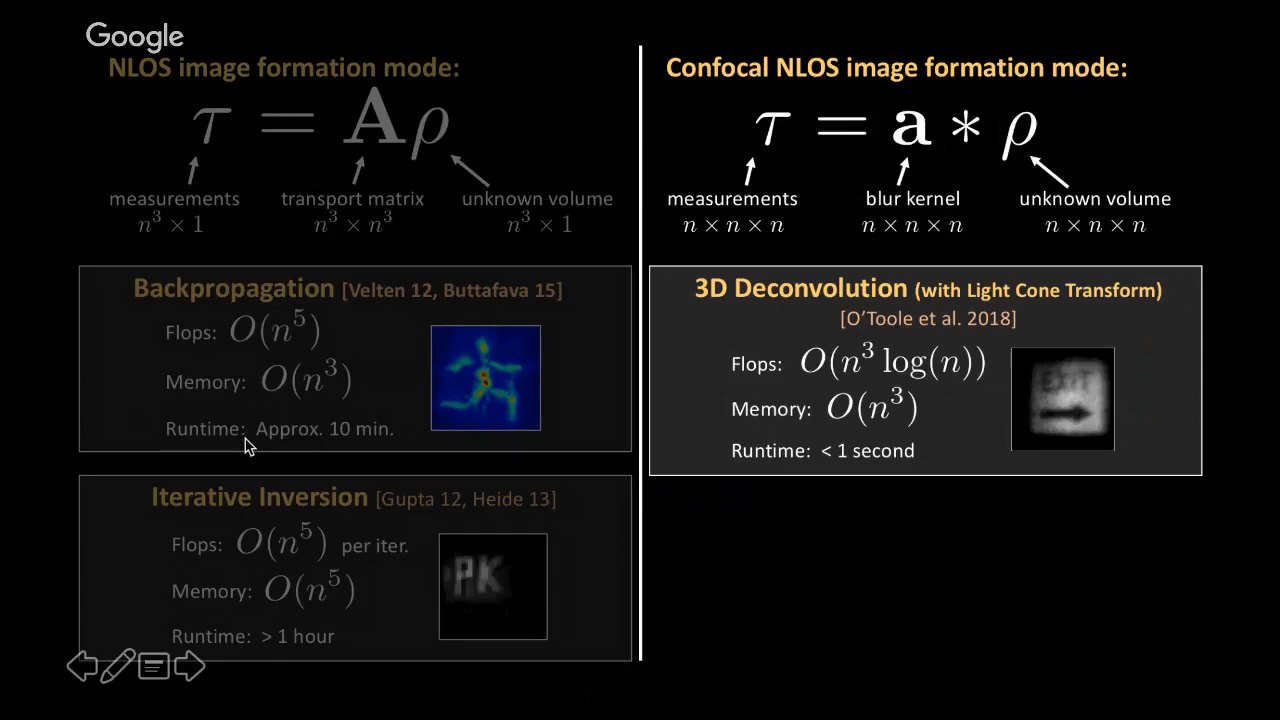 Google
NLOS image formation mode:
τ = Aρ
measurements transport matrix unknown volume
n³ × 1 n³ × n³ n³ × 1
Backpropagation [Velten 12, Buttafava 15]
Flops: O(n⁵)
Memory: O(n³)
Runtime: Approx. 10 min.
Iterative Inversion [Gupta 12, Heide 13]
Flops: O(n⁵) per iter.
Memory: O(n⁵)
Runtime: > 1 hour
PK
Confocal NLOS image formation mode:
τ = a ∗ ρ
measurements blur kernel unknown volume
n × n × n n × n × n n × n × n
3D Deconvolution (with Light Cone Transform)
[O’Toole et al. 2018]
Flops: O(n³ log(n))
Memory: O(n³)
Runtime: < 1 second
EXIT